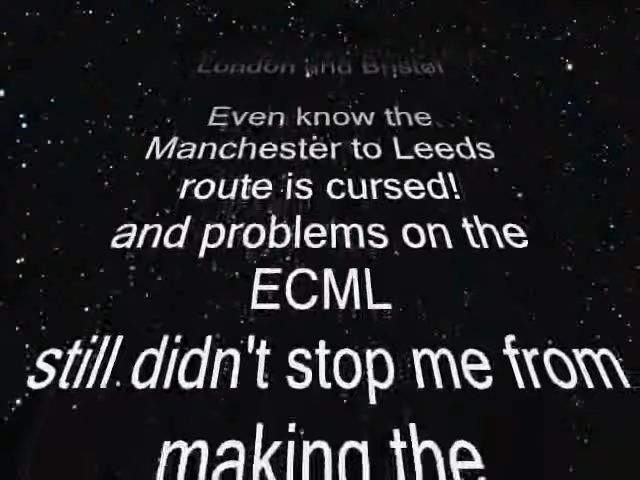 London and Bristol
Even know the
Manchester to Leeds
route is cursed!
and problems on the
ECML
still didn't stop me from
making the